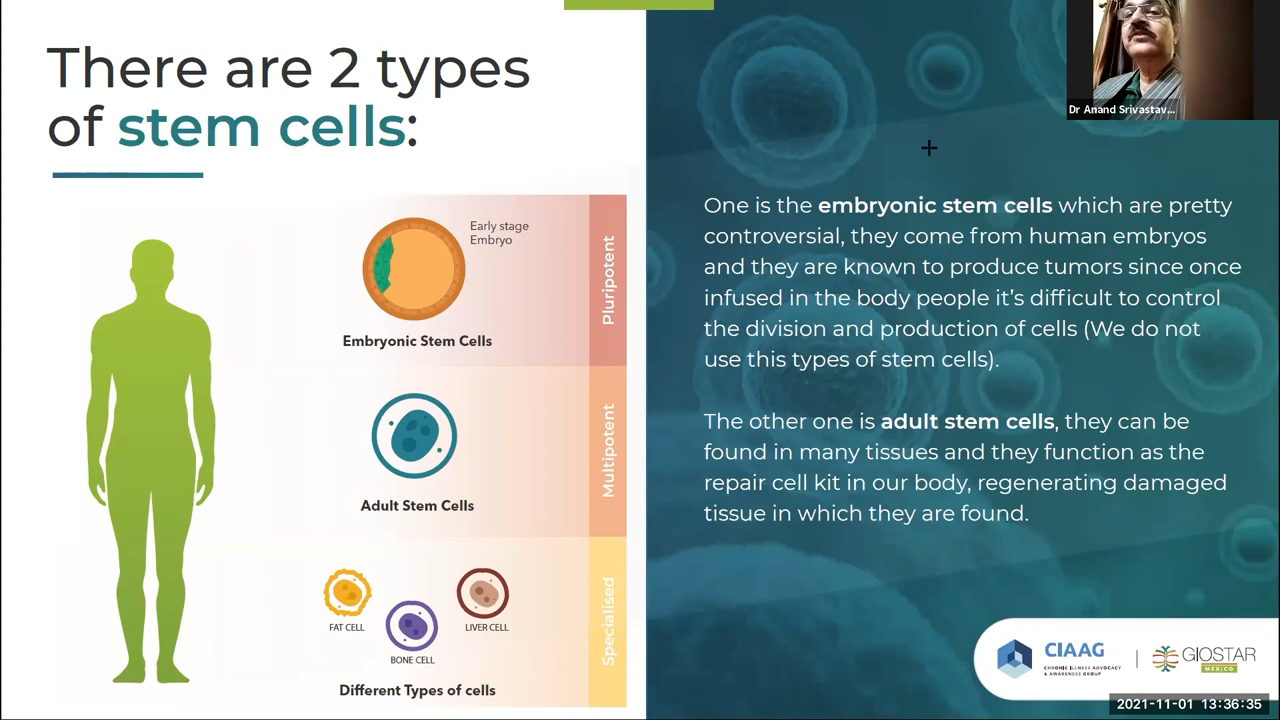 There are 2 types
of stem cells:
Early stage
Embryo
Embryonic Stem Cells
Pluripotent
Adult Stem Cells
Multipotent
FAT CELL
LIVER CELL
BONE CELL
Different Types of cells
Specialised
Dr Anand Srivastav...
One is the embryonic stem cells which are pretty
controversial, they come from human embryos
and they are known to produce tumors since once
infused in the body people it's difficult to control
the division and production of cells (We do not
use this types of stem cells).
The other one is adult stem cells, they can be
found in many tissues and they function as the
repair cell kit in our body, regenerating damaged
tissue in which they are found.
CIAAG
CHRONIC ILLNESS ADVOCACY
& AWARENESS GROUP
GIOSTAR
MEXICO
2021-11-01 13:36:35